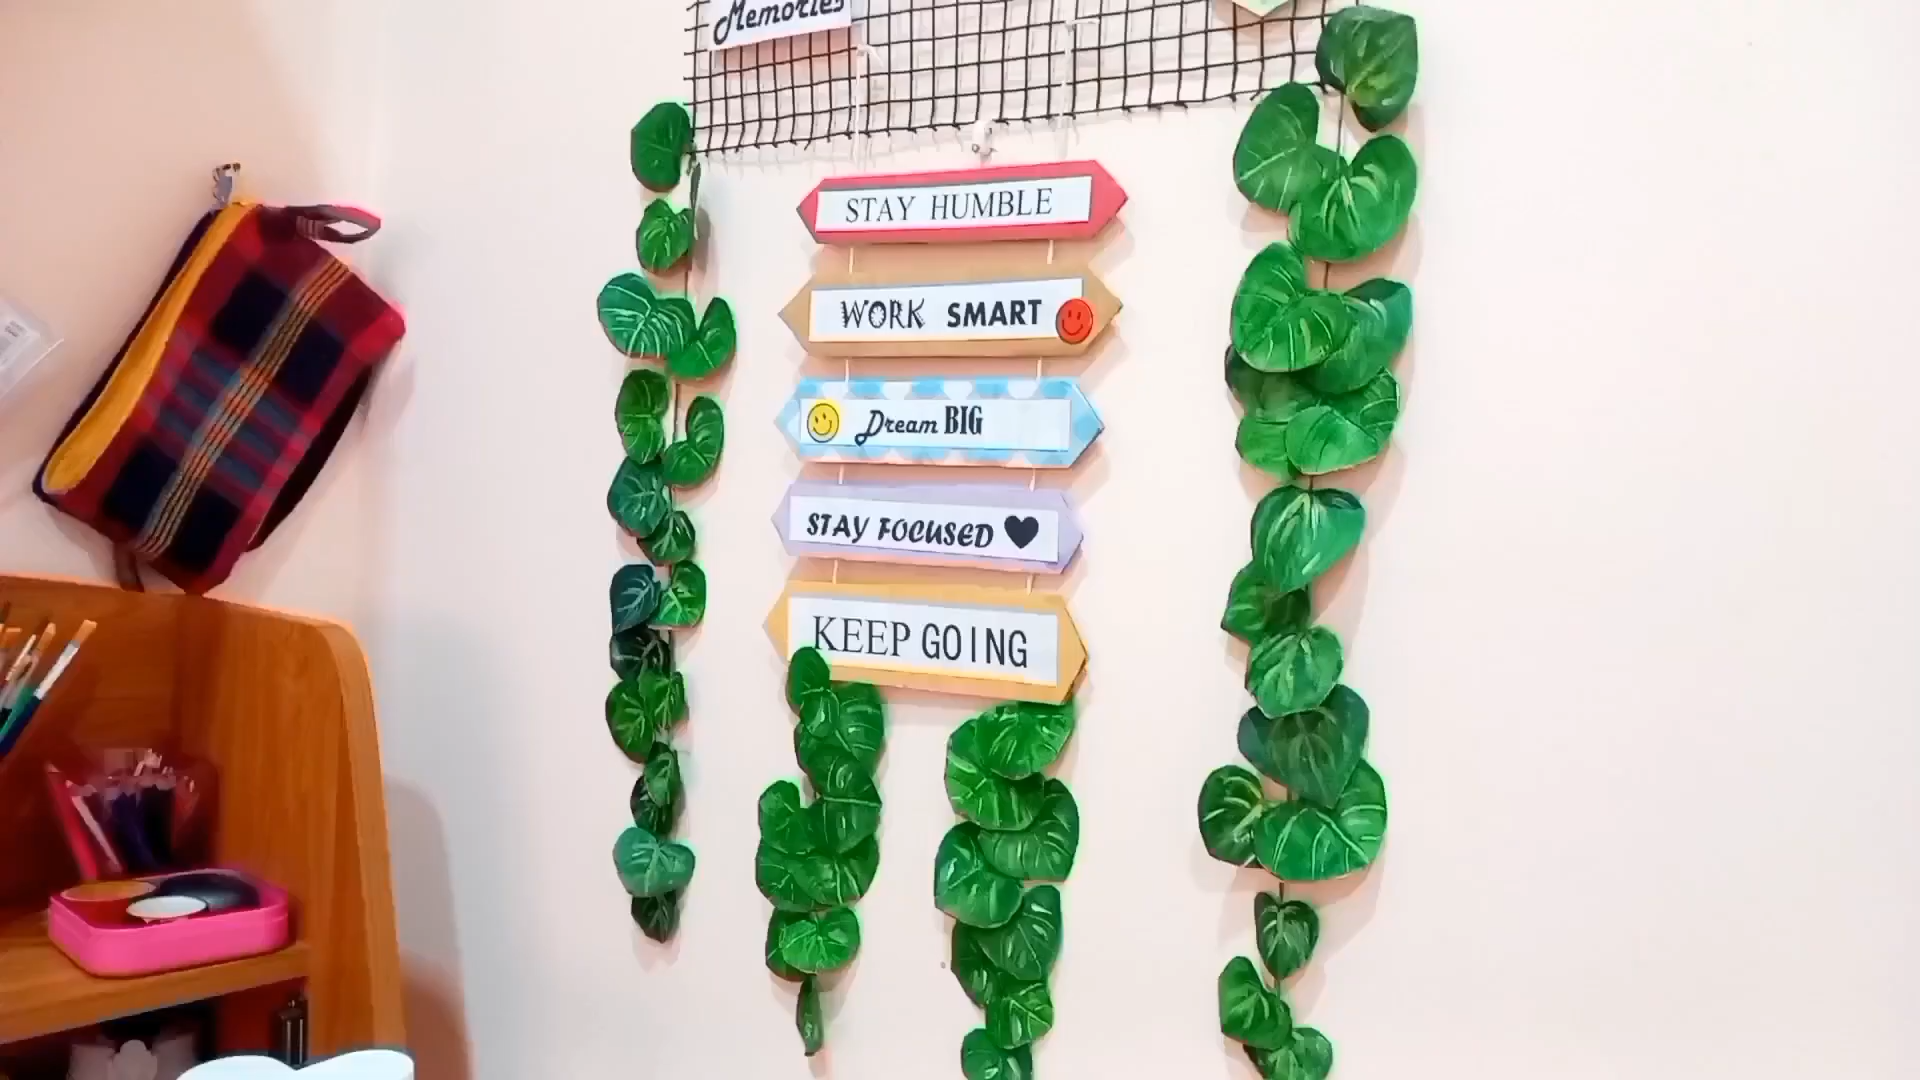 Memories
STAY HUMBLE
WORK SMART
Dream BIG
STAY FOCUSED
KEEP GOING